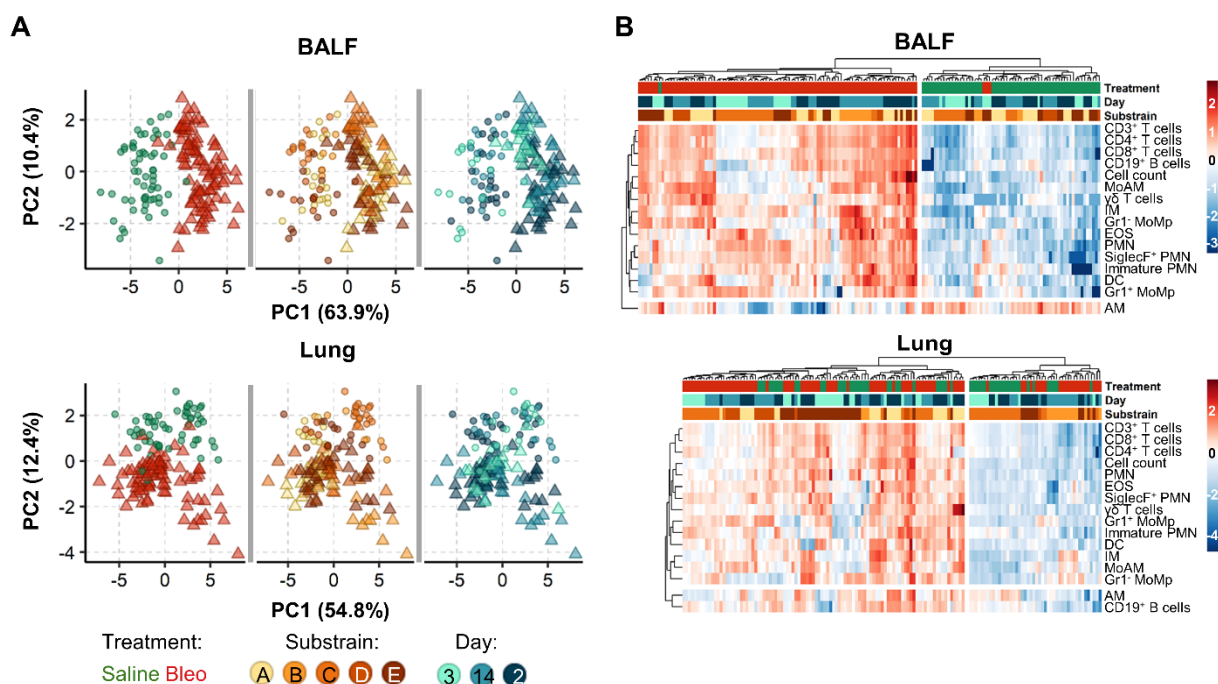 A
BALF
PC2 (10.4%)
2
0
-2
-5 0 5
-5 0 5
-5 0 5
PC1 (63.9%)
Lung
PC2 (12.4%)
2
0
-2
-4
-5 0 5
-5 0 5
-5 0 5
PC1 (54.8%)
Treatment: Substrain: Day:
Saline Bleo A B C D E 3 14 2
B
BALF
Treatment
Day
Substrain
CD3⁺ T cells
CD4⁺ T cells
CD8⁺ T cells
CD19⁺ B cells
Cell count
MoAM
γδ T cells
IM
Gr1⁻ MoMp
EOS
PMN
SiglecF⁺ PMN
Immature PMN
DC
Gr1⁺ MoMp
AM
2
1
0
-1
-2
-3
Lung
Treatment
Day
Substrain
CD3⁺ T cells
CD8⁺ T cells
CD4⁺ T cells
Cell count
PMN
EOS
SiglecF⁺ PMN
γδ T cells
Gr1⁺ MoMp
Immature PMN
DC
IM
MoAM
Gr1⁻ MoMp
AM
CD19⁺ B cells
2
0
-2
-4